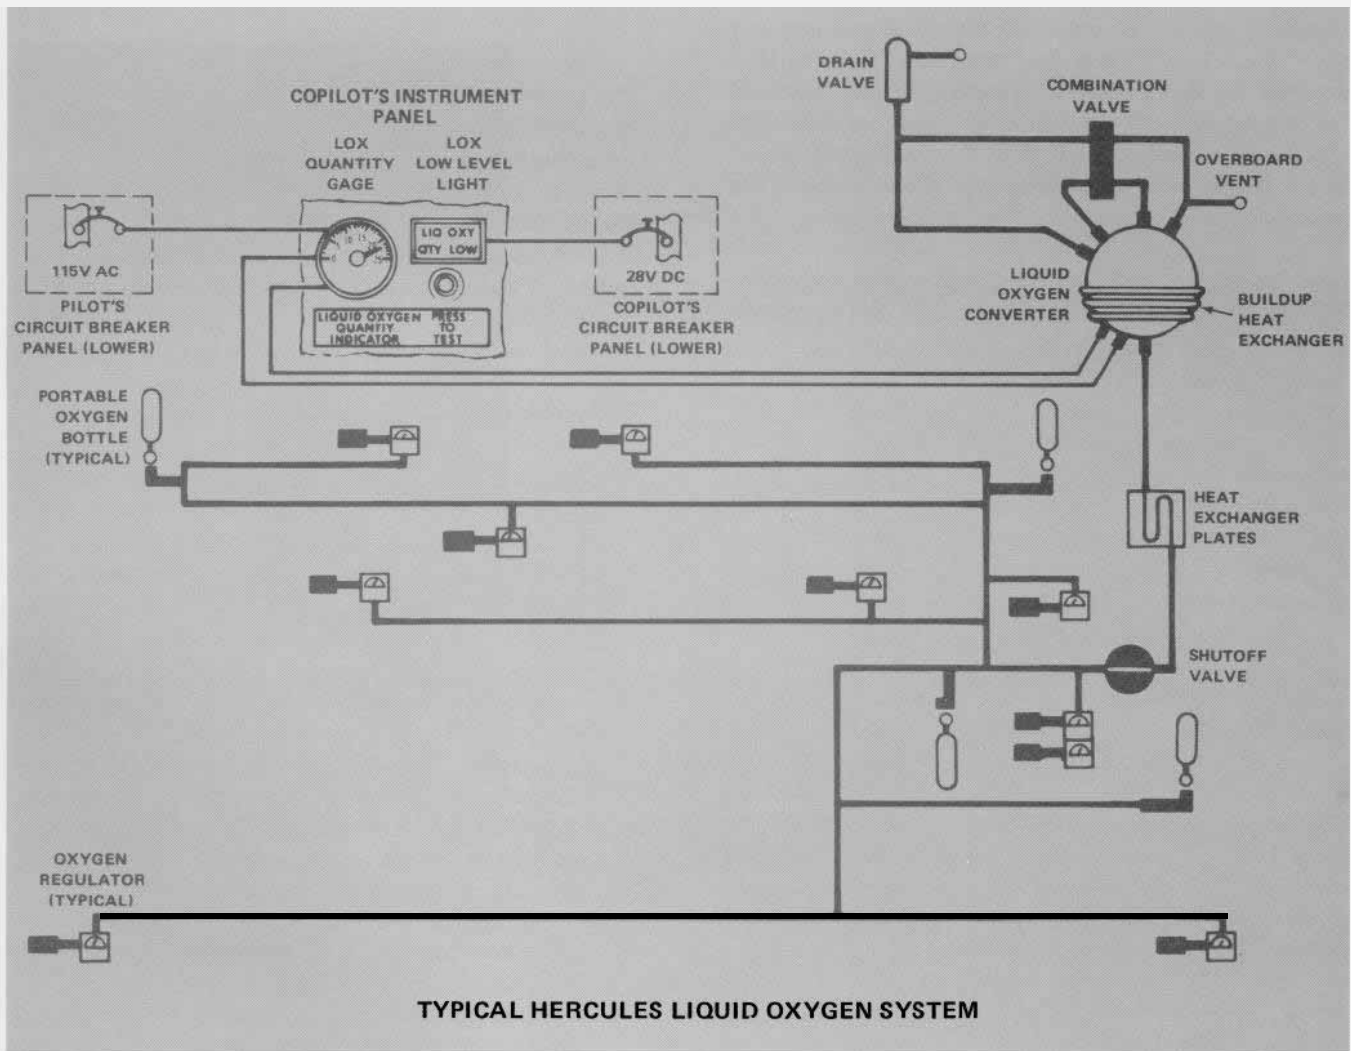 DRAIN
VALVE
COMBINATION
VALVE
COPILOT'S INSTRUMENT
PANEL
LOX
QUANTITY
GAGE
LOX
LOW LEVEL
LIGHT
OVERBOARD
VENT
LIQ OXY
QTY LOW
115V AC
PILOT'S
CIRCUIT BREAKER
PANEL (LOWER)
LIQUID OXYGEN
QUANTITY
INDICATOR
PRESS
TO
TEST
28V DC
COPILOT'S
CIRCUIT BREAKER
PANEL (LOWER)
LIQUID
OXYGEN
CONVERTER
BUILDUP
HEAT
EXCHANGER
PORTABLE
OXYGEN
BOTTLE
(TYPICAL)
HEAT
EXCHANGER
PLATES
SHUTOFF
VALVE
OXYGEN
REGULATOR
(TYPICAL)
TYPICAL HERCULES LIQUID OXYGEN SYSTEM